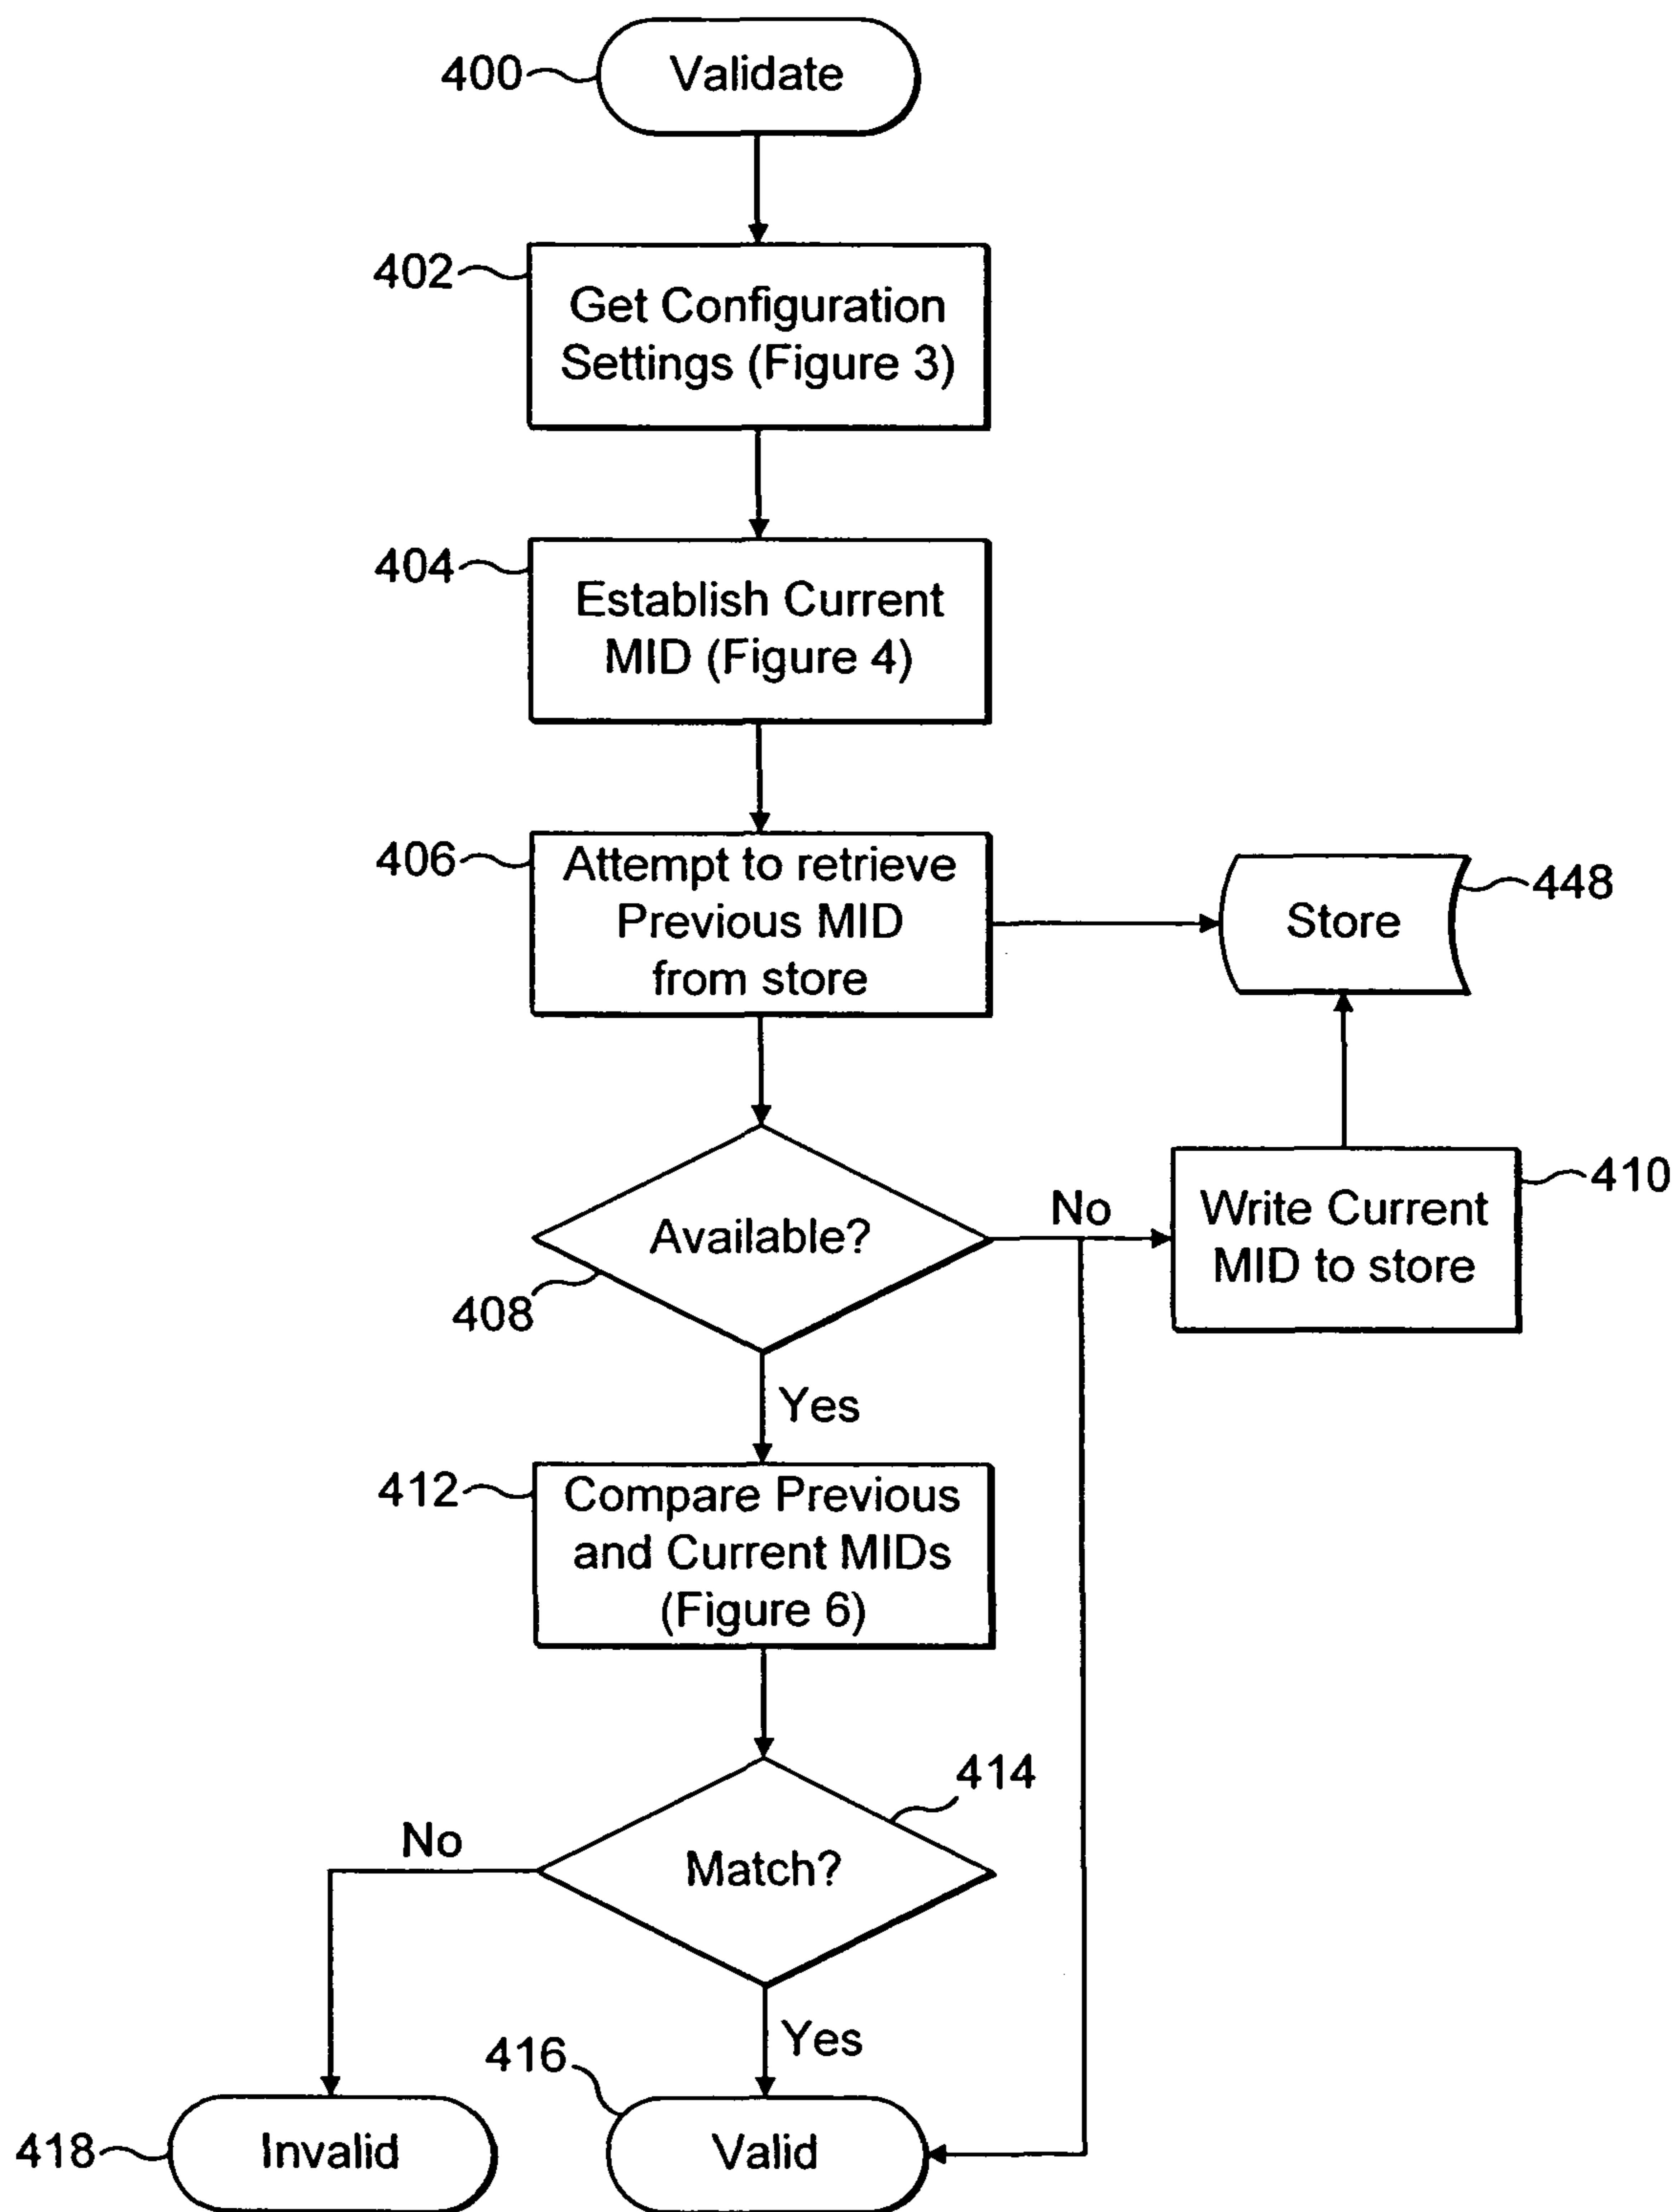 400
Validate
402
Get Configuration
Settings (Figure 3)
404
Establish Current
MID (Figure 4)
406
Attempt to retrieve
Previous MID
from store
Store
448
Available?
408
No
Write Current
MID to store
410
Yes
412
Compare Previous
and Current MIDs
(Figure 6)
414
Match?
No
Yes
416
418
Invalid
Valid